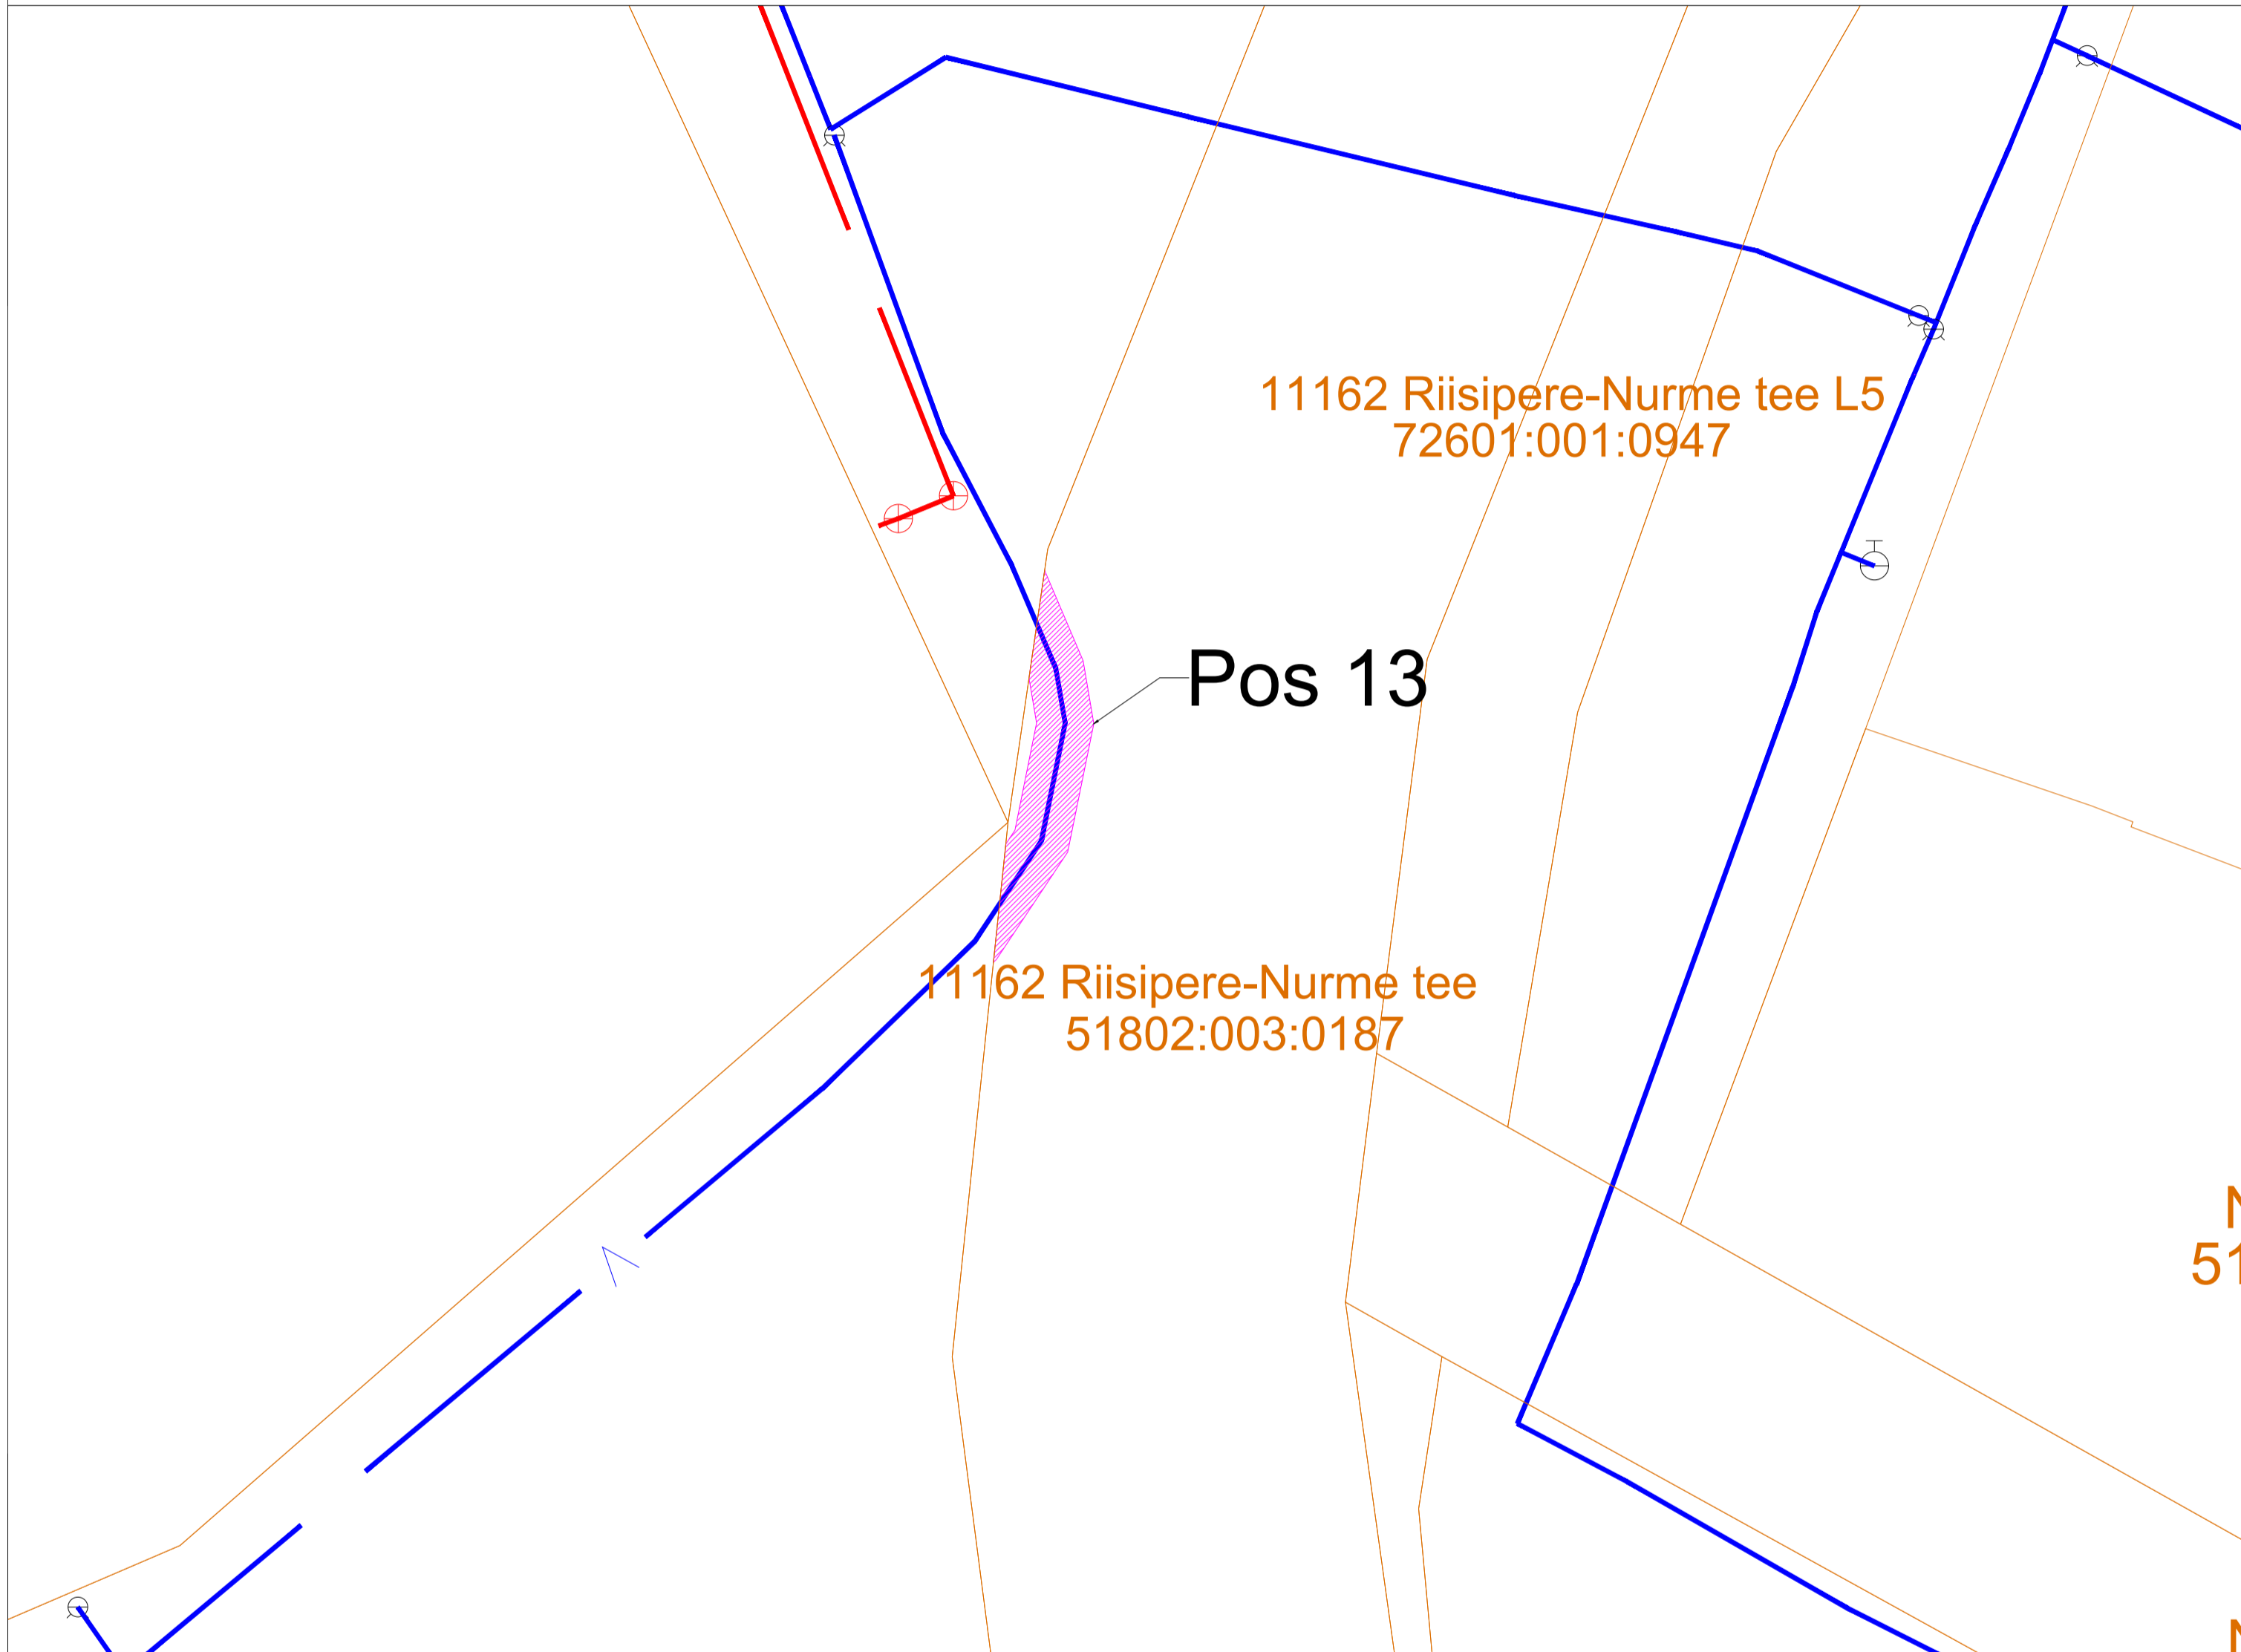 11162 Riisipere-Nurme tee L5
72601:001:0947
Pos 13
11162 Riisipere-Nurme tee
51802:003:0187